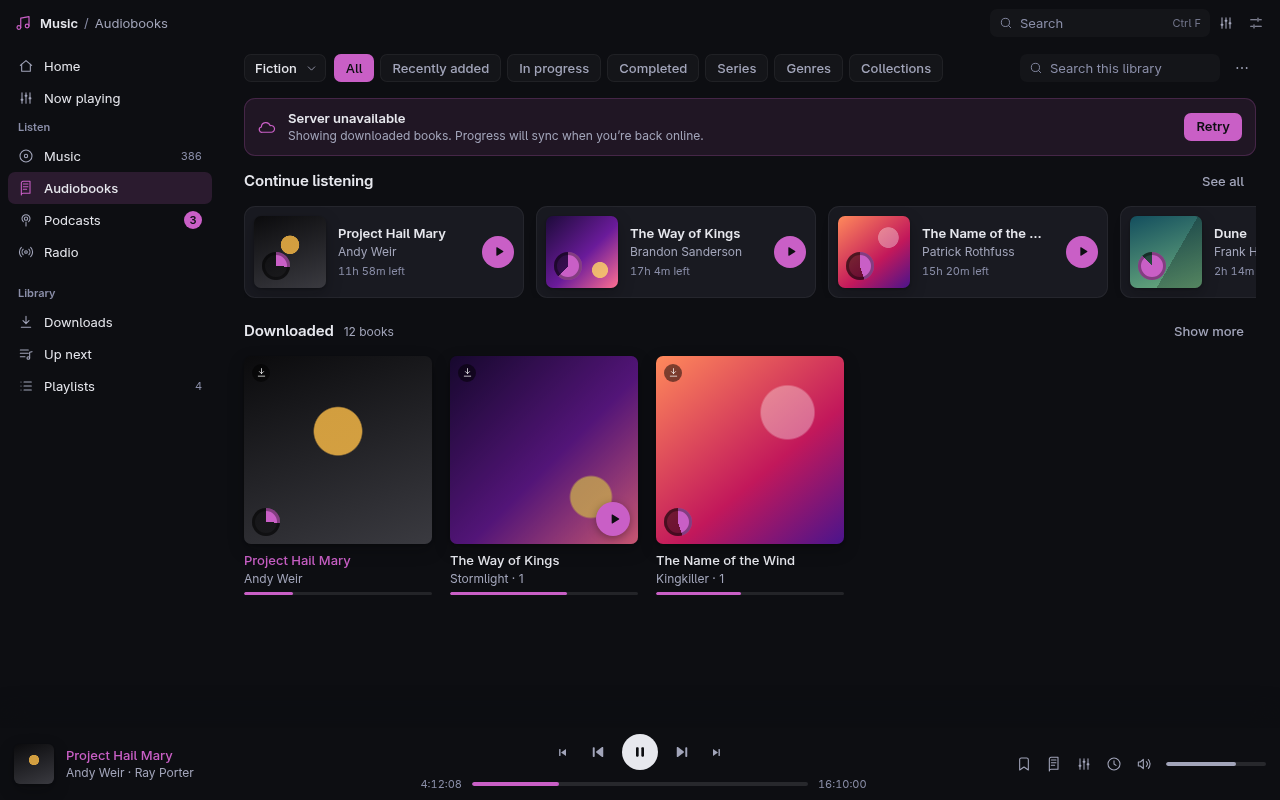 Music / Audiobooks
Search
Ctrl F
Home
Now playing
Listen
Music
386
Audiobooks
Podcasts
3
Radio
Library
Downloads
Up next
Playlists
4
Fiction
All
Recently added
In progress
Completed
Series
Genres
Collections
Search this library
Server unavailable
Showing downloaded books. Progress will sync when you’re back online.
Retry
Continue listening
See all
Project Hail Mary
Andy Weir
11h 58m left
The Way of Kings
Brandon Sanderson
17h 4m left
The Name of the ...
Patrick Rothfuss
15h 20m left
Dune
Frank H
2h 14m
Downloaded
12 books
Show more
Project Hail Mary
Andy Weir
The Way of Kings
Stormlight · 1
The Name of the Wind
Kingkiller · 1
Project Hail Mary
Andy Weir · Ray Porter
4:12:08
16:10:00